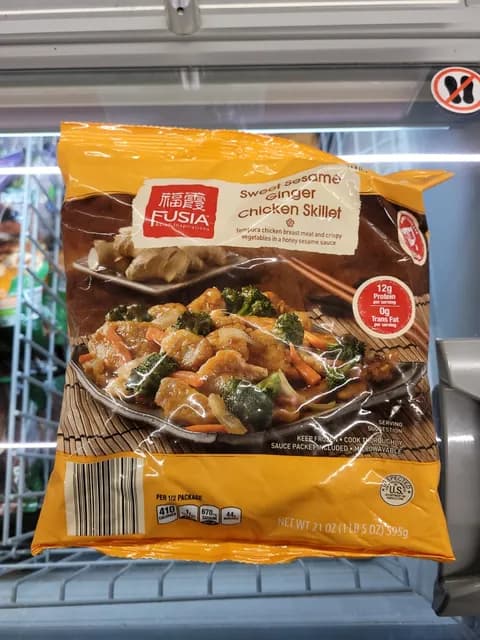 福霞
FUSIA
Asian Inspirations
Sweet Sesame
Ginger
Chicken Skillet
tempura chicken breast meat and crispy
vegetables in a honey sesame sauce
12g
Protein
per serving
0g
Trans Fat
per serving
SERVING
SUGGESTION
KEEP FROZEN • COOK THOROUGHLY
SAUCE PACKET INCLUDED • MICROWAVABLE
PER 1/2 PACKAGE
410
U.S.
NET WT 21 OZ (1 LB 5 OZ) 595g